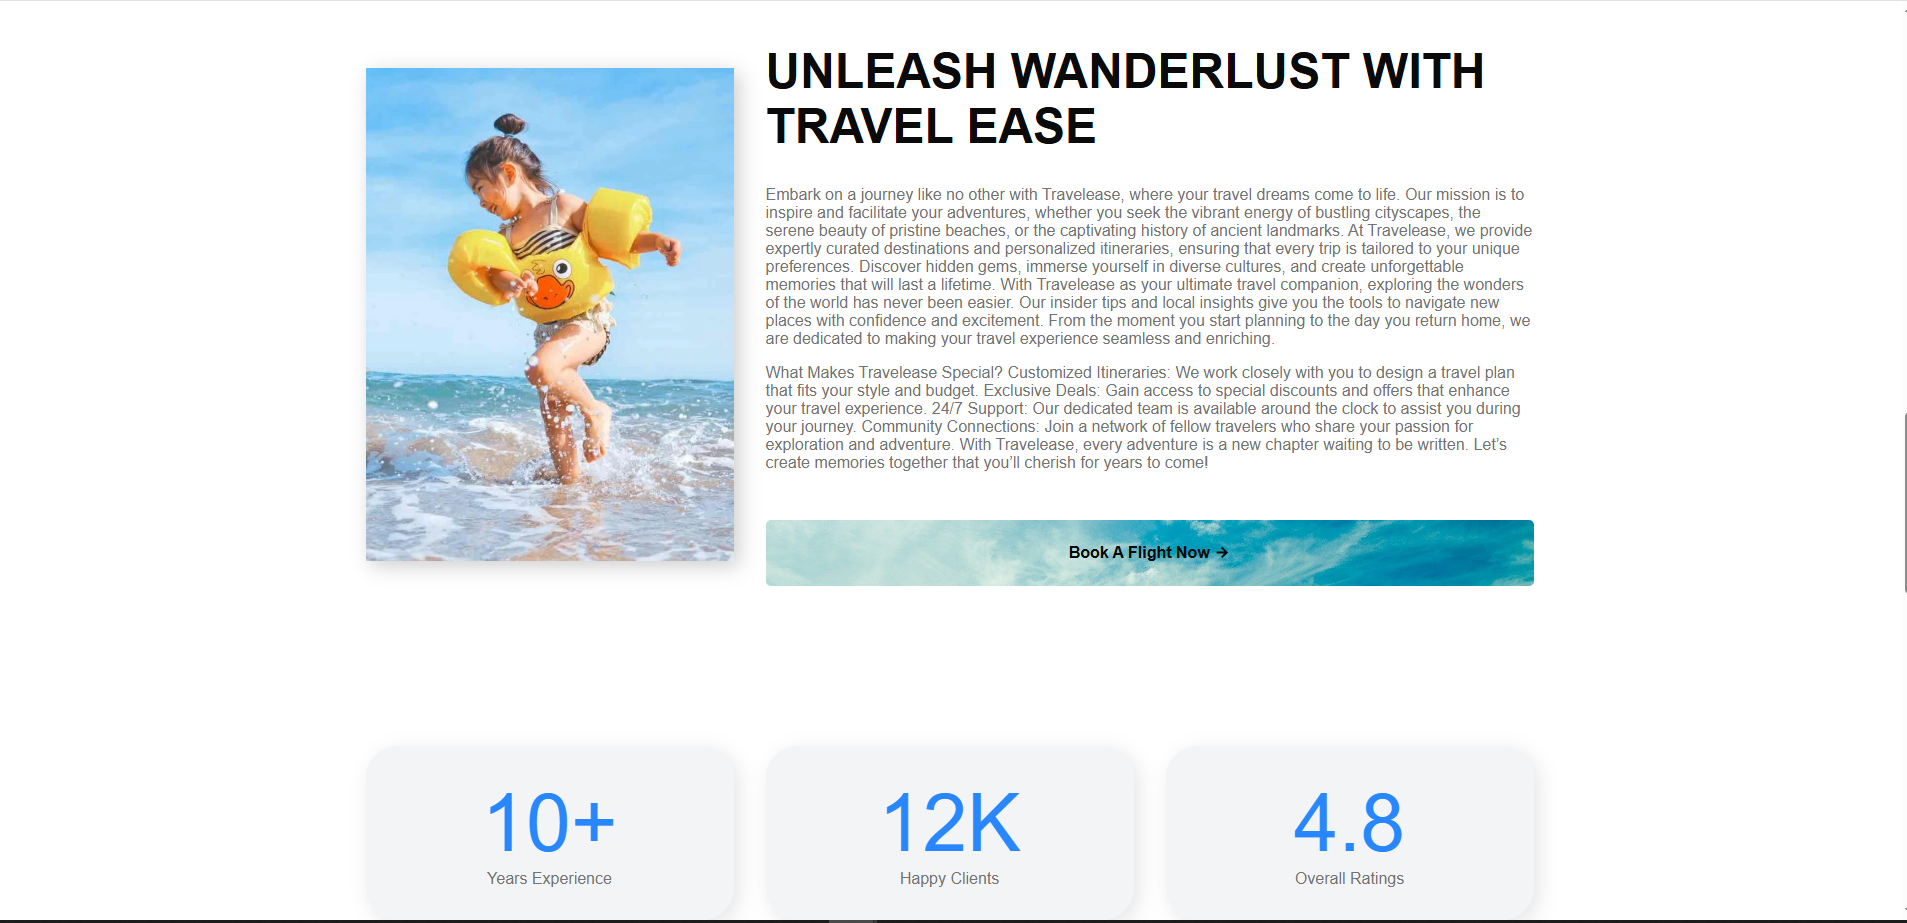 UNLEASH WANDERLUST WITH
TRAVEL EASE
Embark on a journey like no other with Travelease, where your travel dreams come to life. Our mission is to
inspire and facilitate your adventures, whether you seek the vibrant energy of bustling cityscapes, the
serene beauty of pristine beaches, or the captivating history of ancient landmarks. At Travelease, we provide
expertly curated destinations and personalized itineraries, ensuring that every trip is tailored to your unique
preferences. Discover hidden gems, immerse yourself in diverse cultures, and create unforgettable
memories that will last a lifetime. With Travelease as your ultimate travel companion, exploring the wonders
of the world has never been easier. Our insider tips and local insights give you the tools to navigate new
places with confidence and excitement. From the moment you start planning to the day you return home, we
are dedicated to making your travel experience seamless and enriching.
What Makes Travelease Special? Customized Itineraries: We work closely with you to design a travel plan
that fits your style and budget. Exclusive Deals: Gain access to special discounts and offers that enhance
your travel experience. 24/7 Support: Our dedicated team is available around the clock to assist you during
your journey. Community Connections: Join a network of fellow travelers who share your passion for
exploration and adventure. With Travelease, every adventure is a new chapter waiting to be written. Let’s
create memories together that you’ll cherish for years to come!
Book A Flight Now →
10+
Years Experience
12K
Happy Clients
4.8
Overall Ratings